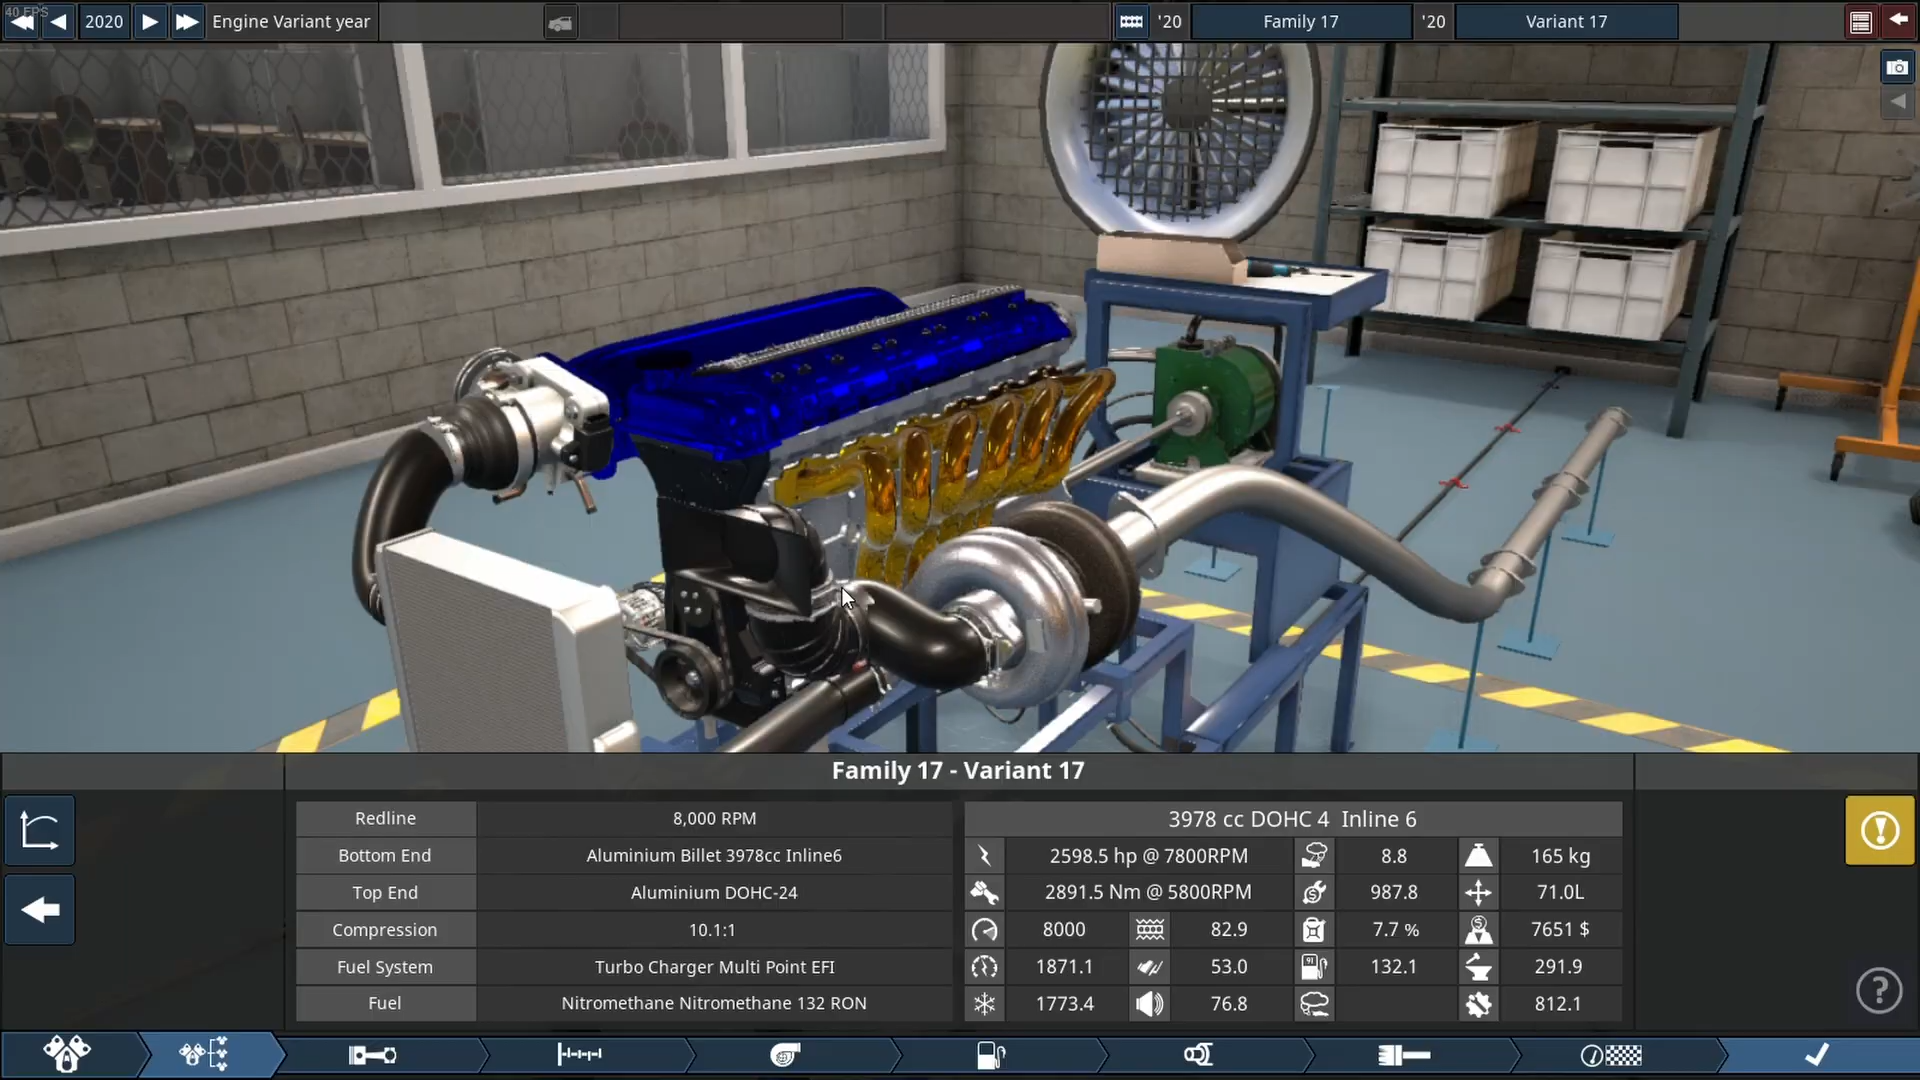 40 FPS
2020 Engine Variant year '20 Family 17 '20 Variant 17
Family 17 - Variant 17
Redline 8,000 RPM
Bottom End Aluminium Billet 3978cc Inline6
Top End Aluminium DOHC-24
Compression 10.1:1
Fuel System Turbo Charger Multi Point EFI
Fuel Nitromethane Nitromethane 132 RON
3978 cc DOHC 4 Inline 6
2598.5 hp @ 7800RPM 8.8 165 kg
2891.5 Nm @ 5800RPM 987.8 71.0L
8000 82.9 7.7 % 7651 $
1871.1 53.0 132.1 291.9
1773.4 76.8 812.1